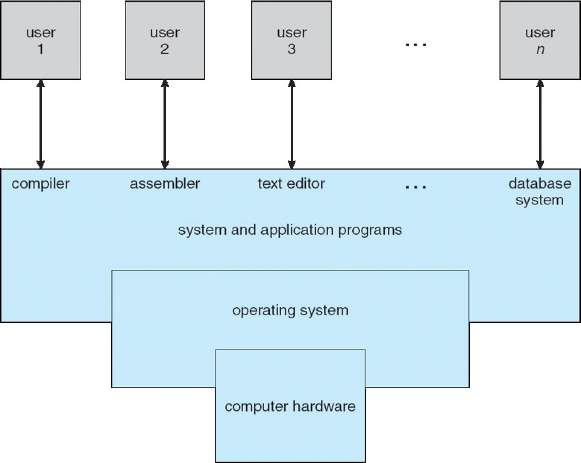 user
1
user
2
user
3
...
user
n
compiler
assembler
text editor
...
database
system
system and application programs
operating system
computer hardware